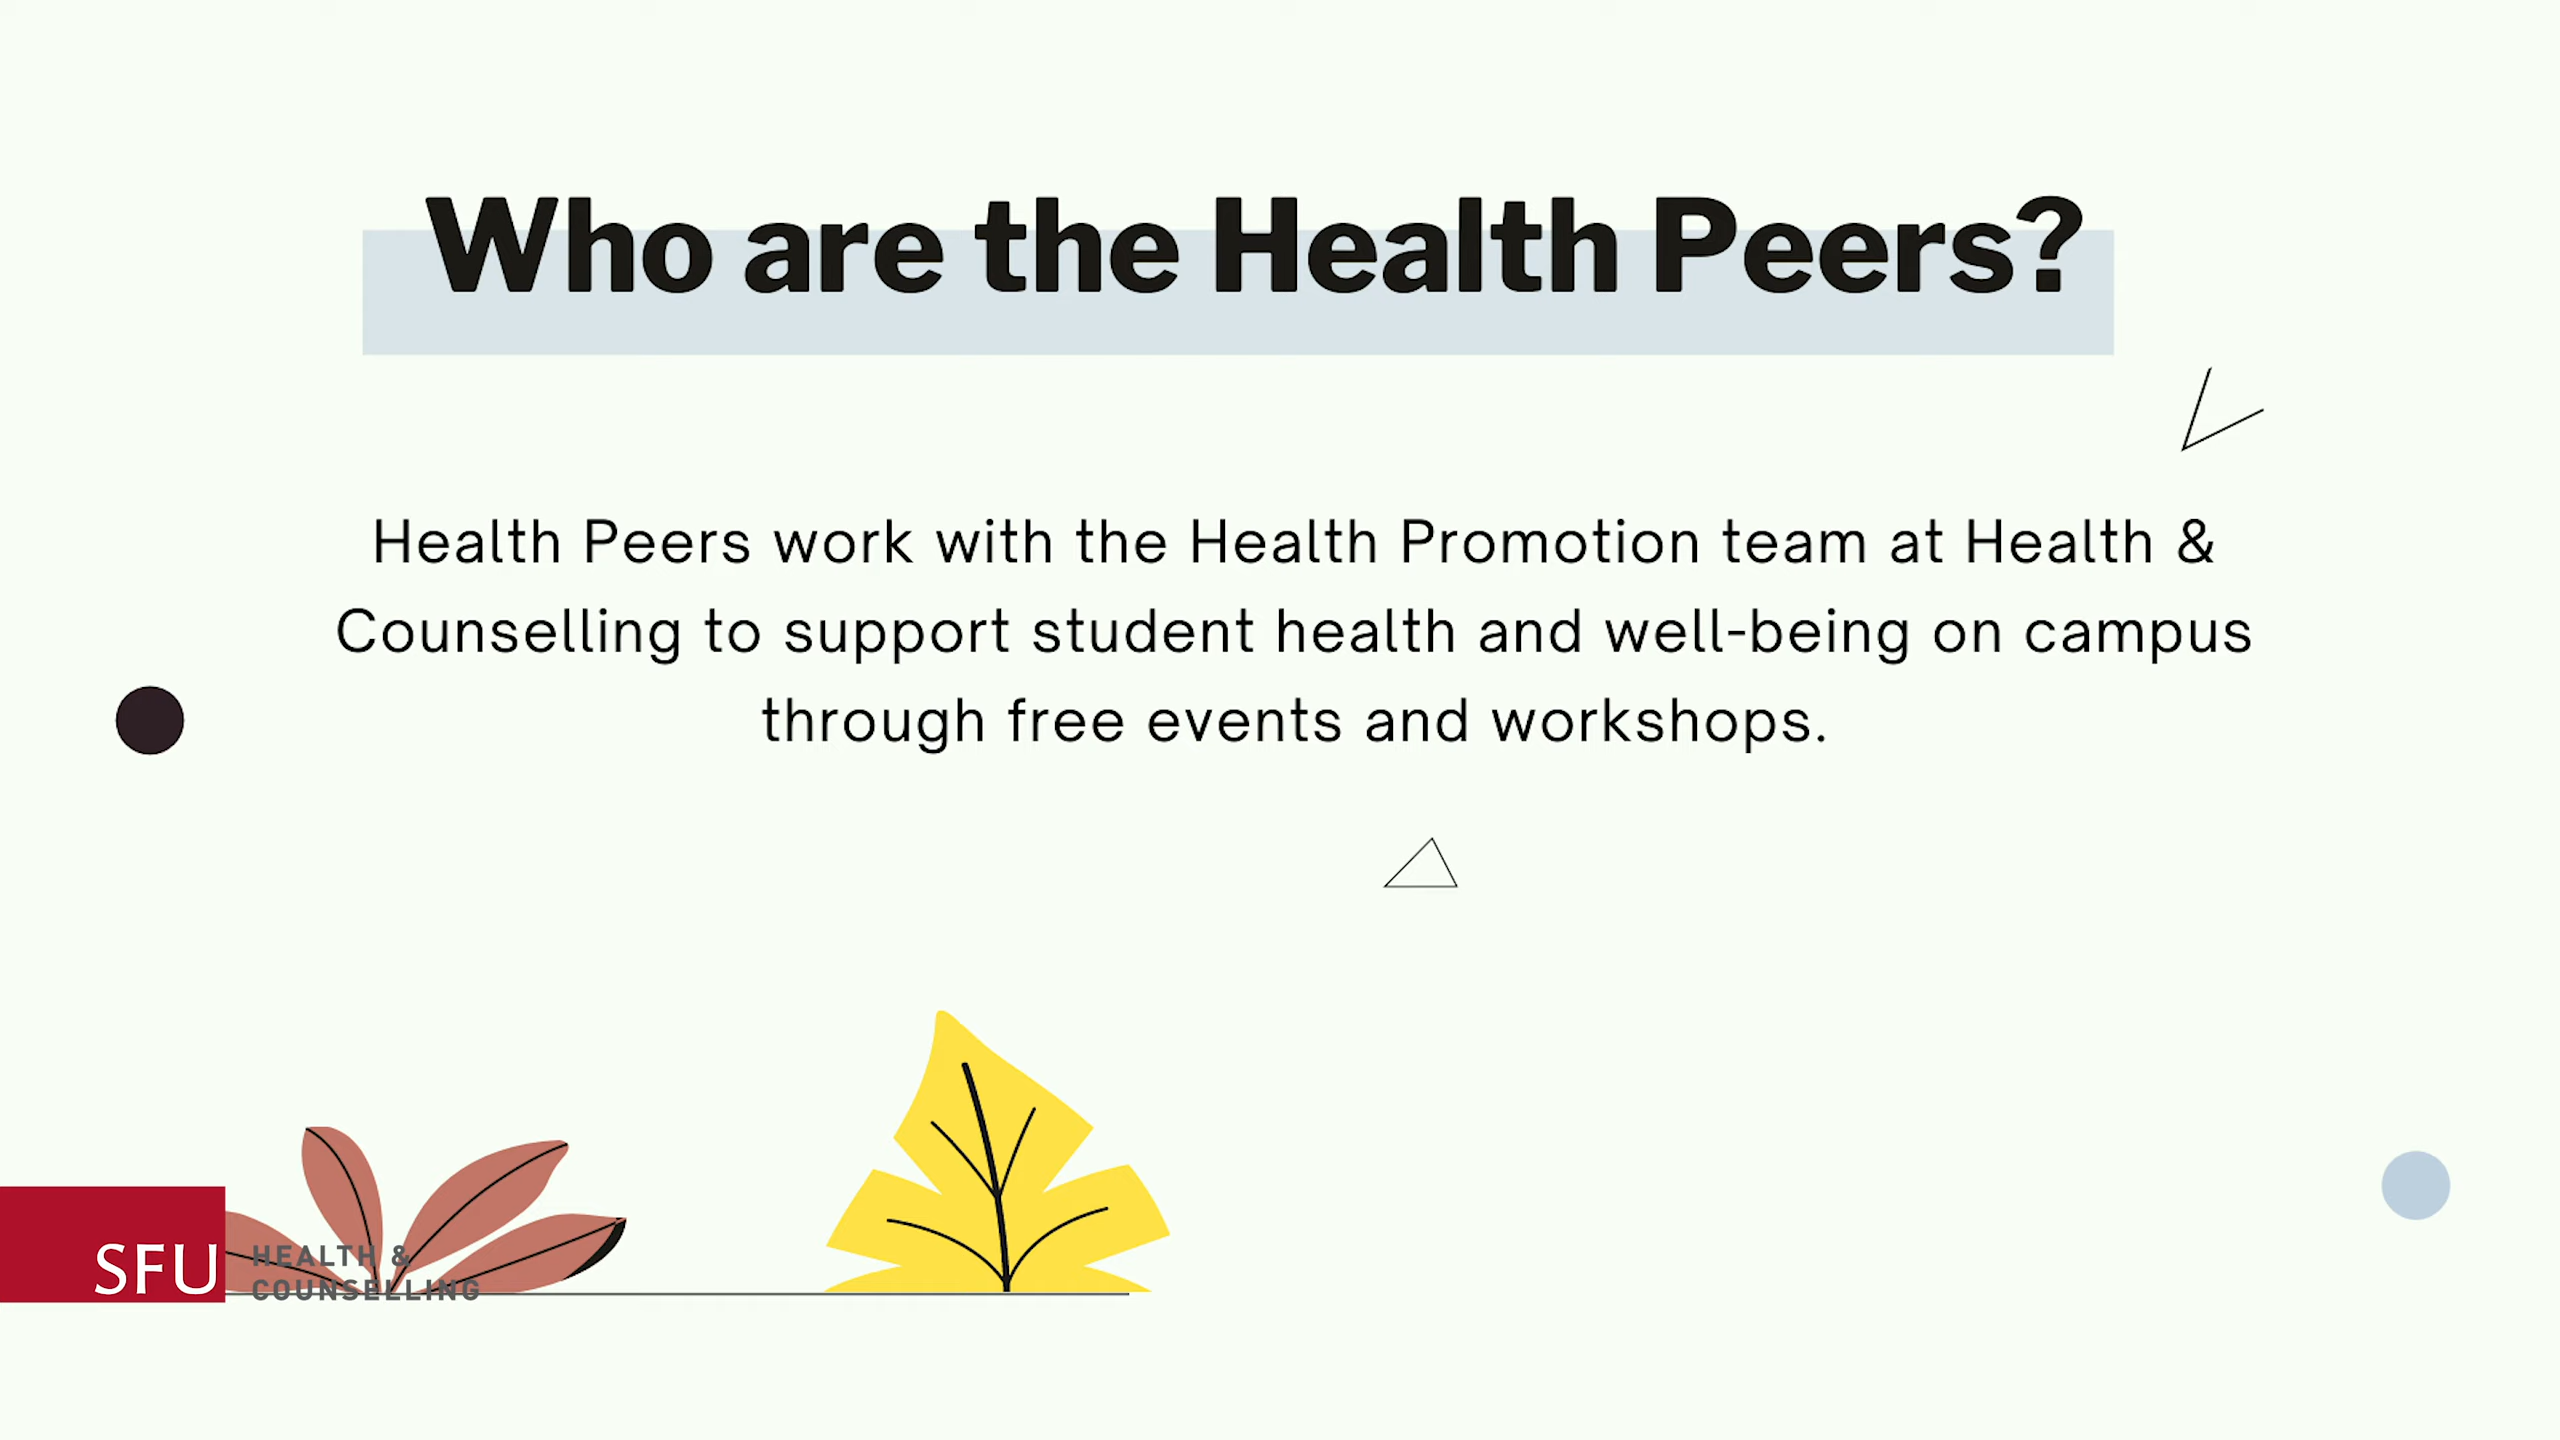 Who are the Health Peers?
Health Peers work with the Health Promotion team at Health &
Counselling to support student health and well-being on campus
through free events and workshops.
SFU
HEALTH &
COUNSELLING